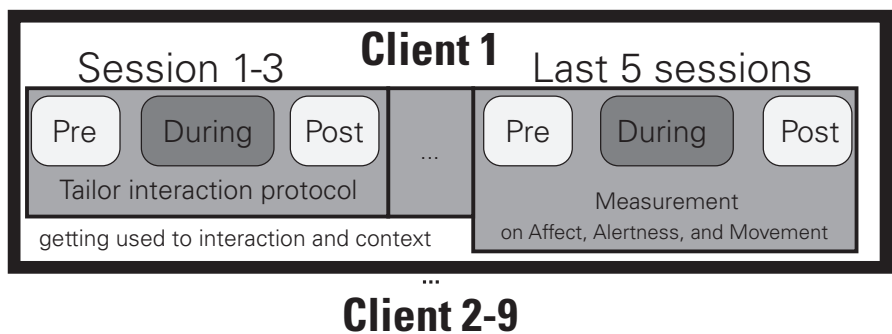 Client 1
Session 1-3
Last 5 sessions
Pre During Post
...
Pre During Post
Tailor interaction protocol
Measurement
on Affect, Alertness, and Movement
getting used to interaction and context
...
Client 2-9